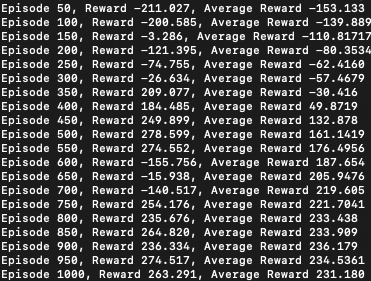 Episode 50, Reward -211.027, Average Reward -153.133
Episode 100, Reward -200.585, Average Reward -139.889
Episode 150, Reward -3.286, Average Reward -110.81717
Episode 200, Reward -121.395, Average Reward -80.3534
Episode 250, Reward -74.755, Average Reward -62.4160
Episode 300, Reward -26.634, Average Reward -57.4679
Episode 350, Reward 209.077, Average Reward -30.416
Episode 400, Reward 184.485, Average Reward 49.8719
Episode 450, Reward 249.899, Average Reward 132.878
Episode 500, Reward 278.599, Average Reward 161.1419
Episode 550, Reward 274.552, Average Reward 176.4956
Episode 600, Reward -155.756, Average Reward 187.654
Episode 650, Reward -15.938, Average Reward 205.9476
Episode 700, Reward -140.517, Average Reward 219.605
Episode 750, Reward 254.176, Average Reward 221.7041
Episode 800, Reward 235.676, Average Reward 233.438
Episode 850, Reward 264.820, Average Reward 233.909
Episode 900, Reward 236.334, Average Reward 236.179
Episode 950, Reward 274.517, Average Reward 234.5361
Episode 1000, Reward 263.291, Average Reward 231.180